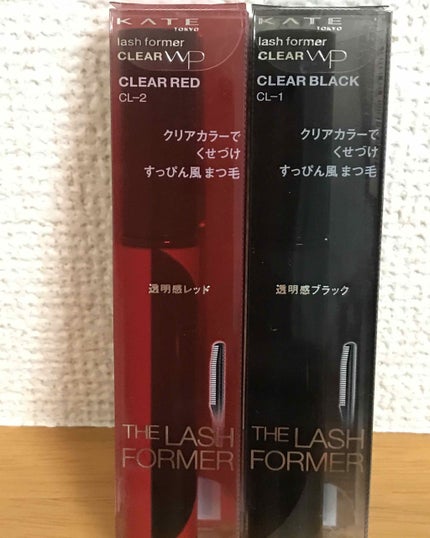 KATE
TOKYO
lash former
CLEAR WP
CLEAR RED
CL-2
クリアカラーで
くせづけ
すっぴん風 まつ毛
透明感レッド
THE LASH
FORMER
KATE
TOKYO
lash former
CLEAR WP
CLEAR BLACK
CL-1
クリアカラーで
くせづけ
すっぴん風 まつ毛
透明感ブラック
THE LASH
FORMER